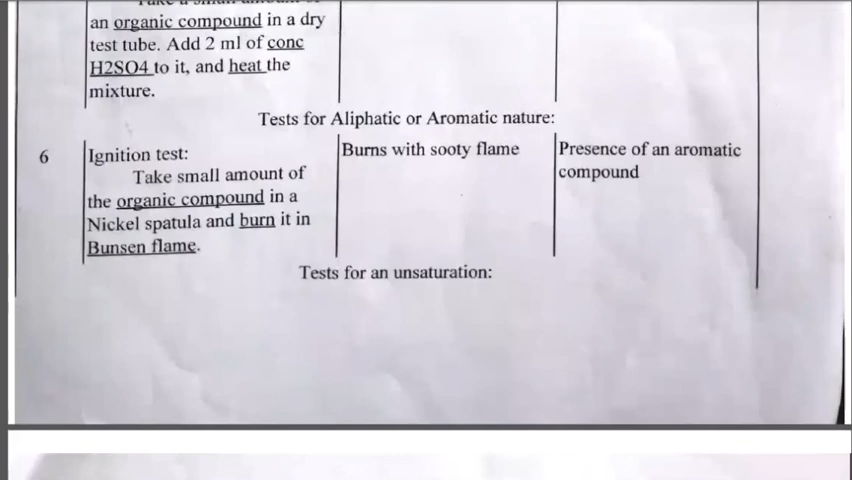 an organic compound in a dry
test tube. Add 2 ml of conc
H2SO4 to it, and heat the
mixture.
Tests for Aliphatic or Aromatic nature:
6
Ignition test:
Take small amount of
the organic compound in a
Nickel spatula and burn it in
Bunsen flame.
Burns with sooty flame
Presence of an aromatic
compound
Tests for an unsaturation: